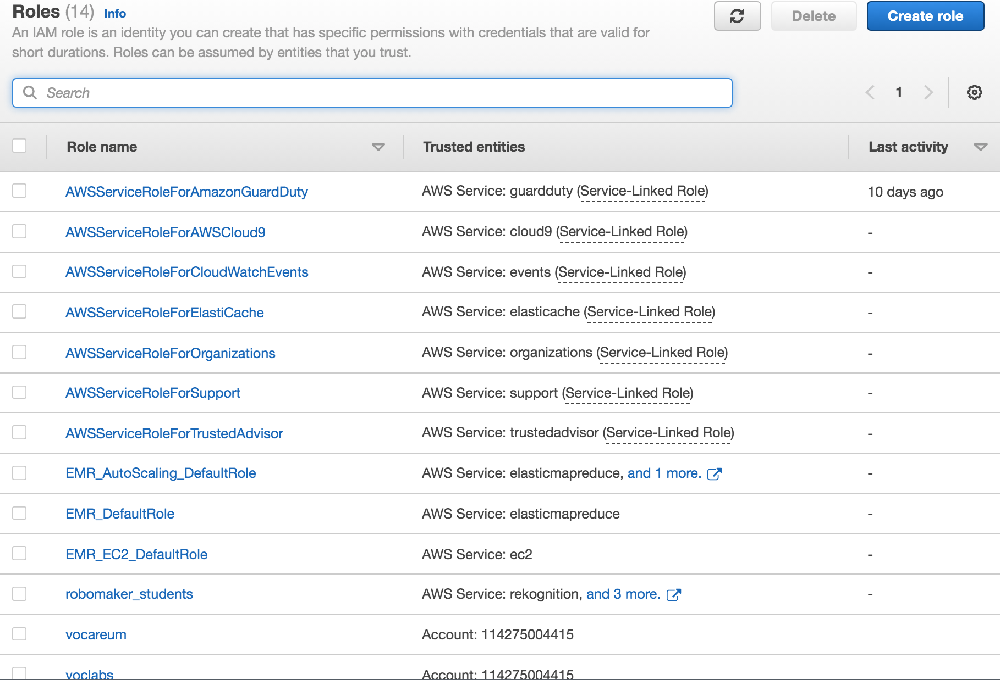 Roles (14) Info
An IAM role is an identity you can create that has specific permissions with credentials that are valid for
short durations. Roles can be assumed by entities that you trust.
Delete
Create role
Search
1
Role name Trusted entities Last activity
AWSServiceRoleForAmazonGuardDuty AWS Service: guardduty (Service-Linked Role) 10 days ago
AWSServiceRoleForAWSCloud9 AWS Service: cloud9 (Service-Linked Role) -
AWSServiceRoleForCloudWatchEvents AWS Service: events (Service-Linked Role) -
AWSServiceRoleForElastiCache AWS Service: elasticache (Service-Linked Role) -
AWSServiceRoleForOrganizations AWS Service: organizations (Service-Linked Role) -
AWSServiceRoleForSupport AWS Service: support (Service-Linked Role) -
AWSServiceRoleForTrustedAdvisor AWS Service: trustedadvisor (Service-Linked Role) -
EMR_AutoScaling_DefaultRole AWS Service: elasticmapreduce, and 1 more. -
EMR_DefaultRole AWS Service: elasticmapreduce -
EMR_EC2_DefaultRole AWS Service: ec2 -
robomaker_students AWS Service: rekognition, and 3 more. -
vocareum Account: 114275004415
voclabs Account: 114275004415